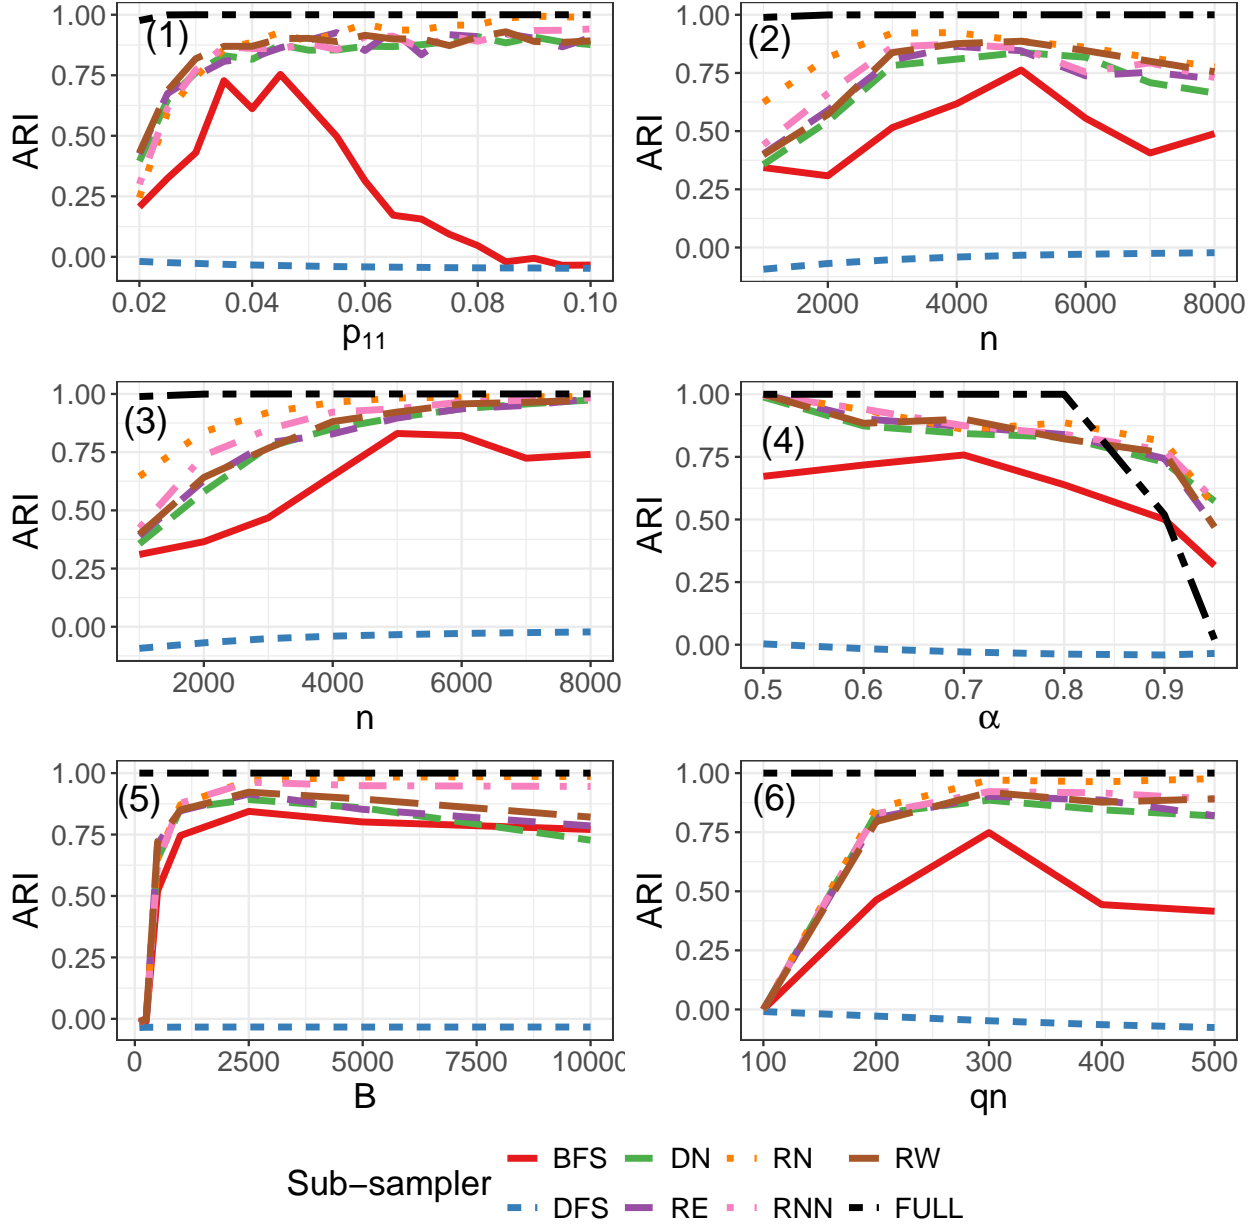 (1)
1.00
0.75
0.50
0.25
0.00
ARI
0.02 0.04 0.06 0.08 0.10
p11
(2)
1.00
0.75
0.50
0.25
0.00
ARI
2000 4000 6000 8000
n
(3)
1.00
0.75
0.50
0.25
0.00
ARI
2000 4000 6000 8000
n
(4)
1.00
0.75
0.50
0.25
0.00
ARI
0.5 0.6 0.7 0.8 0.9
α
(5)
1.00
0.75
0.50
0.25
0.00
ARI
0 2500 5000 7500 10000
B
(6)
1.00
0.75
0.50
0.25
0.00
ARI
100 200 300 400 500
qn
Sub−sampler
BFS DN RN RW
DFS RE RNN FULL